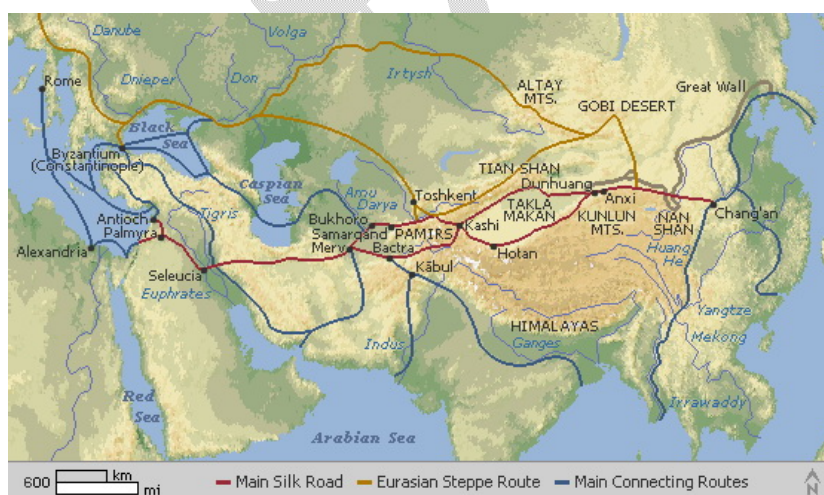 Danube
Volga
Rome
Dnieper
Don
Irtysh
ALTAY
MTS.
Great Wall
GOBI DESERT
Black
Sea
Byzantium
(Constantinople)
Caspian
Sea
TIAN SHAN
Amu
Darya
Toshkent
Dunhuang
Anxi
Antioch
Tigris
Bukhoro
TAKLA
MAKAN
KUNLUN
MTS.
NAN
SHAN
Chang'an
Palmyra
Samarqand
PAMIRS
Kashi
Alexandria
Merv
Bactra
Hotan
Huang
He
Seleucia
Kābul
Euphrates
Yangtze
HIMALAYAS
Indus
Ganges
Mekong
Red
Sea
Irrawaddy
Arabian Sea
600 km
mi
Main Silk Road
Eurasian Steppe Route
Main Connecting Routes
N